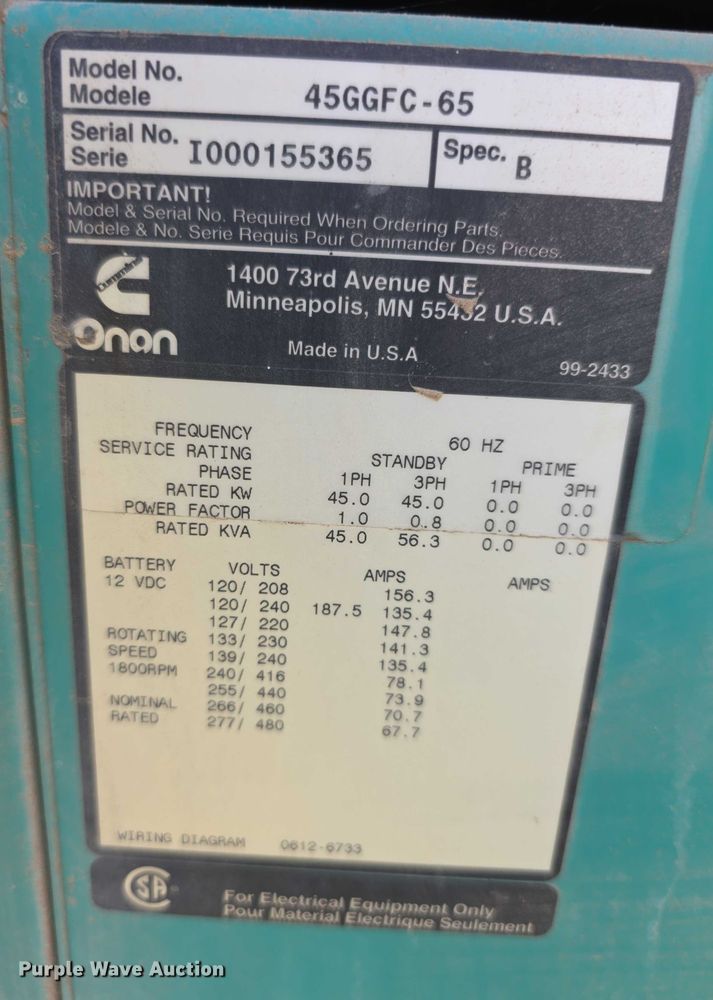 Model No. 45GGFC-65
Modele
Serial No. I000155365 Spec. B
Serie
IMPORTANT!
Model & Serial No. Required When Ordering Parts.
Modele & No. Serie Requis Pour Commander Des Pieces.
Cummins
Onan
1400 73rd Avenue N.E.
Minneapolis, MN 55432 U.S.A.
Made in U.S.A
99-2433
FREQUENCY 60 HZ
SERVICE RATING STANDBY PRIME
PHASE 1PH 3PH 1PH 3PH
RATED KW 45.0 45.0 0.0 0.0
POWER FACTOR 1.0 0.8 0.0 0.0
RATED KVA 45.0 56.3 0.0 0.0
BATTERY VOLTS AMPS AMPS
12 VDC 120/ 208 156.3
120/ 240 187.5 135.4
127/ 220 147.8
ROTATING 133/ 230 141.3
SPEED 139/ 240 135.4
1800RPM 240/ 416 78.1
255/ 440 73.9
NOMINAL 266/ 460 70.7
RATED 277/ 480 67.7
WIRING DIAGRAM 0612-6733
CSA
For Electrical Equipment Only
Pour Material Electrique Seulement
Purple Wave Auction